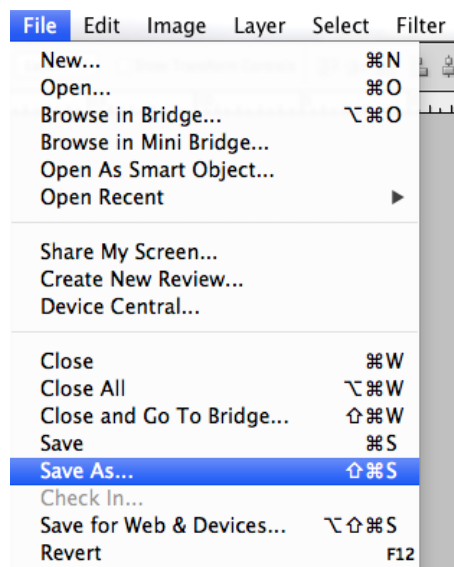 File Edit Image Layer Select Filter
New... ⌘N
Open... ⌘O
Browse in Bridge... ⌥⌘O
Browse in Mini Bridge...
Open As Smart Object...
Open Recent ▶
Share My Screen...
Create New Review...
Device Central...
Close ⌘W
Close All ⌥⌘W
Close and Go To Bridge... ⇧⌘W
Save ⌘S
Save As... ⇧⌘S
Check In...
Save for Web & Devices... ⌥⇧⌘S
Revert F12